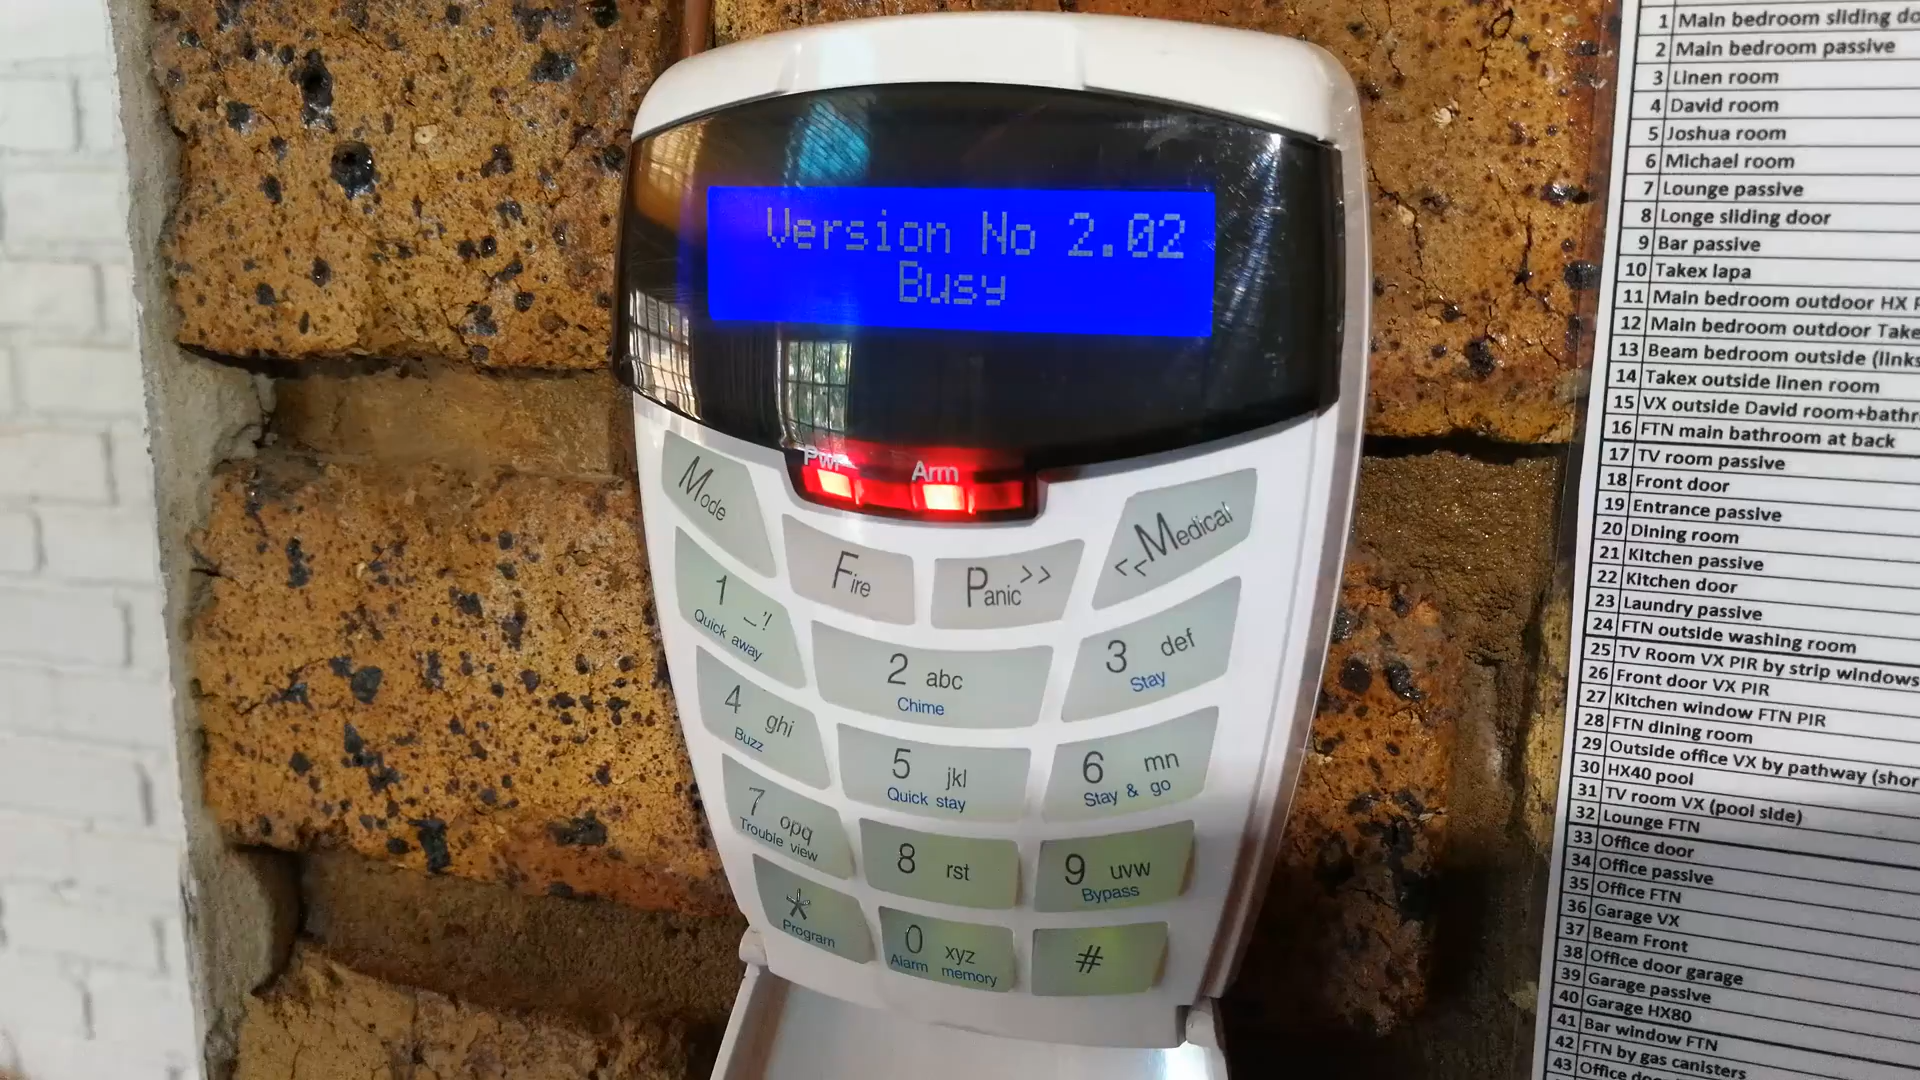 Version No 2.02
Busy
Pwr
Arm
Mode
Fire
Panic >>
<<Medical
1 _'!
Quick away
2 abc
Chime
3 def
Stay
4 ghi
Buzz
5 jkl
Quick stay
6 mn
Stay & go
7 opq
Trouble view
8 rst
9 uvw
Bypass
*
Program
0 xyz
Alarm memory
#
1 Main bedroom sliding
2 Main bedroom passive
3 Linen room
4 David room
5 Joshua room
6 Michael room
7 Lounge passive
8 Longe sliding door
9 Bar passive
10 Takex lapa
11 Main bedroom outdoor HX
12 Main bedroom outdoor
13 Beam bedroom outside (links
14 Takex outside linen room
15 VX outside David
16 FTN main bathroom at back
17 TV room passive
18 Front door
19 Entrance passive
20 Dining room
21 Kitchen passive
22 Kitchen door
23 Laundry passive
24 FTN outside washing room
25 TV Room VX PIR by strip windows
26 Front door VX PIR
27 Kitchen window FTN PIR
28 FTN dining room
29 Outside office VX by pathway
30 HX40 pool
31 TV room VX (pool side)
32 Lounge FTN
33 Office door
34 Office passive
35 Office FTN
36 Garage VX
37 Beam Front
38 Office door garage
39 Garage passive
40 Garage HX80
41 Bar window FTN
42 FTN by gas canisters
43 Office